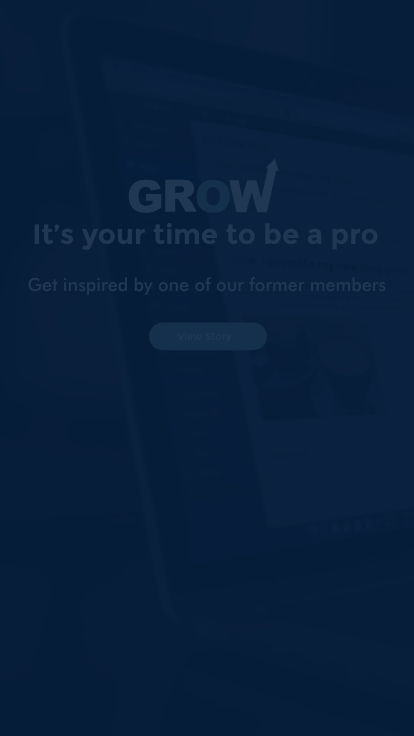 GROW
It's your time to be a pro
Get inspired by one of our former members
View Story